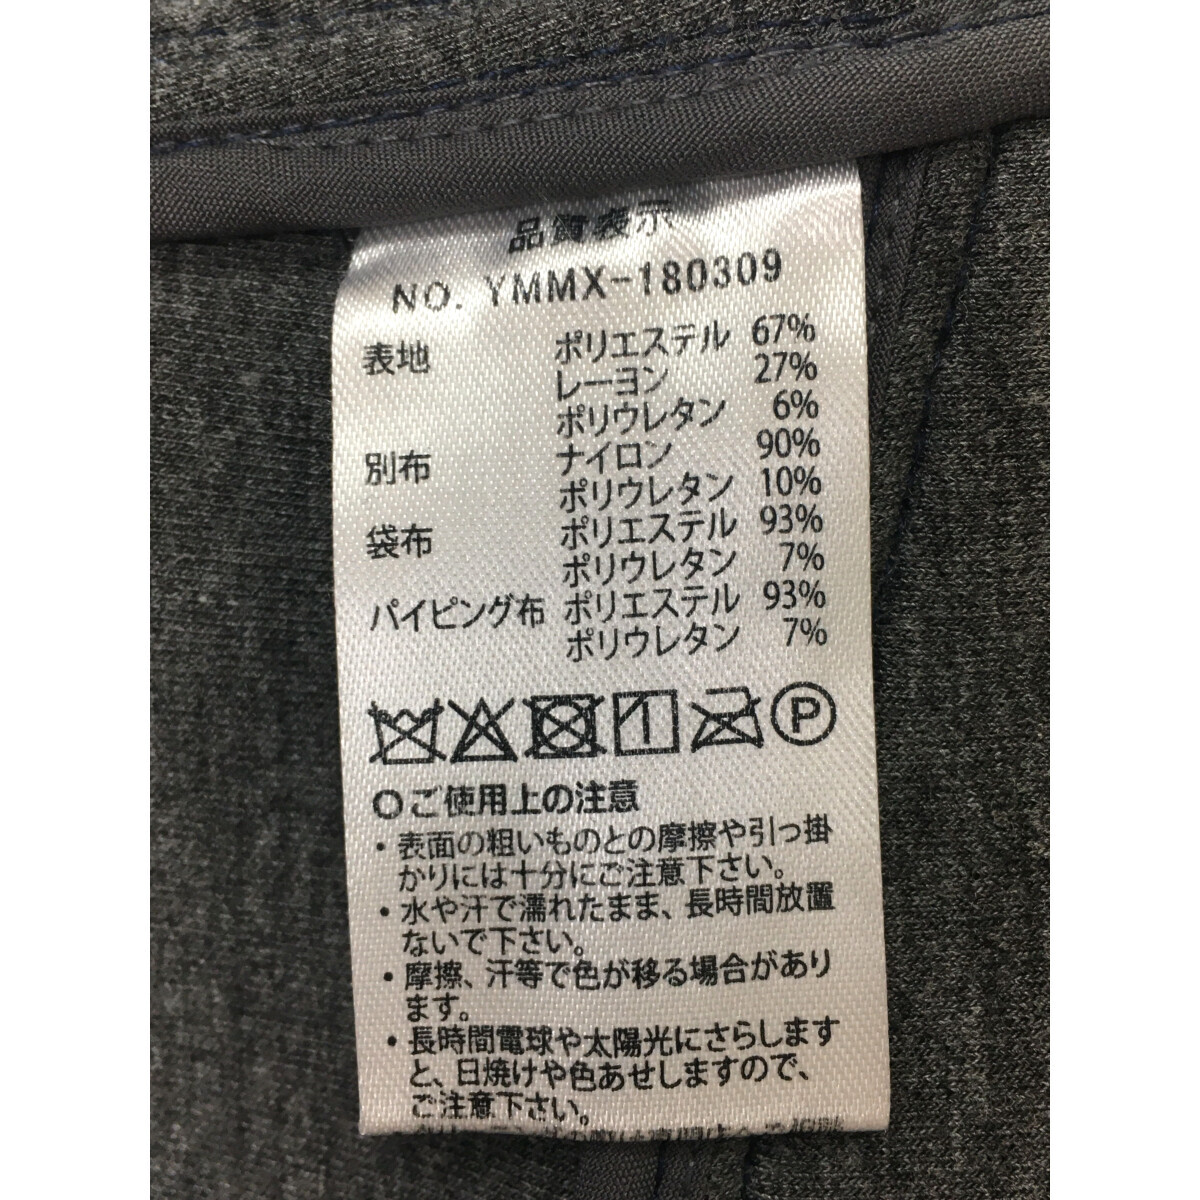 品質表示
NO. YMMX-180309
表地 ポリエステル 67%
レーヨン 27%
ポリウレタン 6%
別布 ナイロン 90%
ポリウレタン 10%
袋布 ポリエステル 93%
ポリウレタン 7%
パイピング布 ポリエステル 93%
ポリウレタン 7%
P
○ご使用上の注意
・表面の粗いものとの摩擦や引っ掛
かりには十分にご注意下さい。
・水や汗で濡れたまま、長時間放置
ないで下さい。
・摩擦、汗等で色が移る場合があり
ます。
・長時間電球や太陽光にさらします
と、日焼けや色あせしますので、
ご注意下さい。